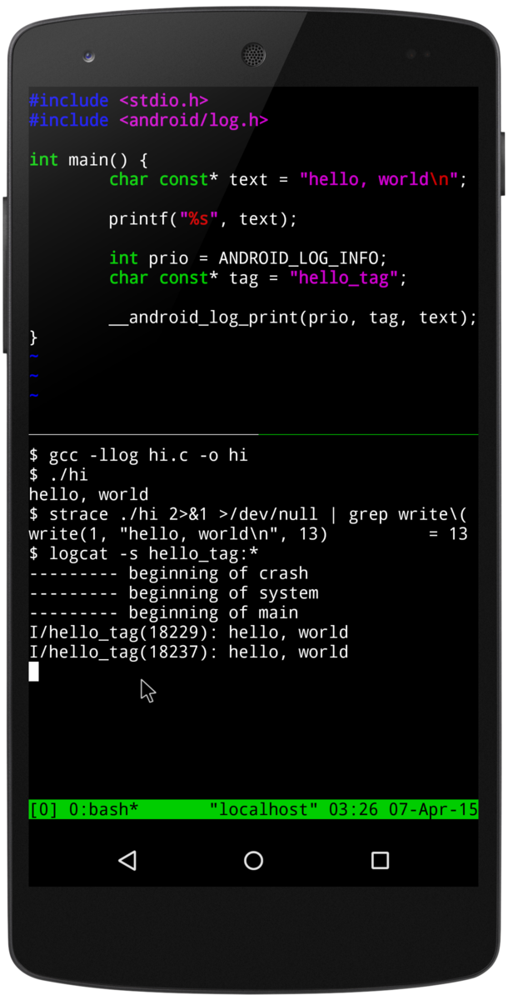 #include <stdio.h>
#include <android/log.h>

int main() {
        char const* text = "hello, world\n";

        printf("%s", text);

        int prio = ANDROID_LOG_INFO;
        char const* tag = "hello_tag";

        __android_log_print(prio, tag, text);
}
~
~
~
$ gcc -llog hi.c -o hi
$ ./hi
hello, world
$ strace ./hi 2>&1 >/dev/null | grep write\(
write(1, "hello, world\n", 13)          = 13
$ logcat -s hello_tag:*
--------- beginning of crash
--------- beginning of system
--------- beginning of main
I/hello_tag(18229): hello, world
I/hello_tag(18237): hello, world
[0] 0:bash*       "localhost" 03:26 07-Apr-15